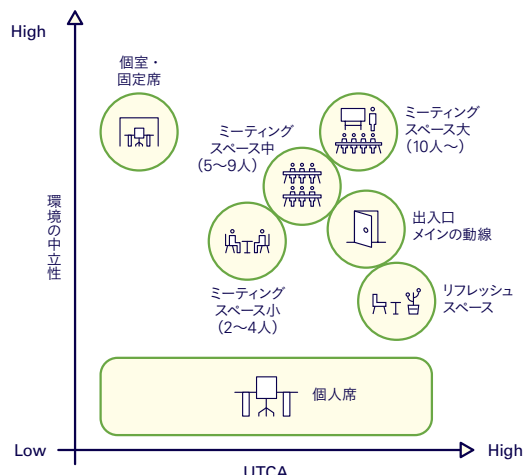 High
個室・
固定席
ミーティング
スペース中
(5〜9人)
ミーティング
スペース大
(10人〜)
環境の中立性
出入口
メインの動線
ミーティング
スペース小
(2〜4人)
リフレッシュ
スペース
個人席
Low
High
UTCA